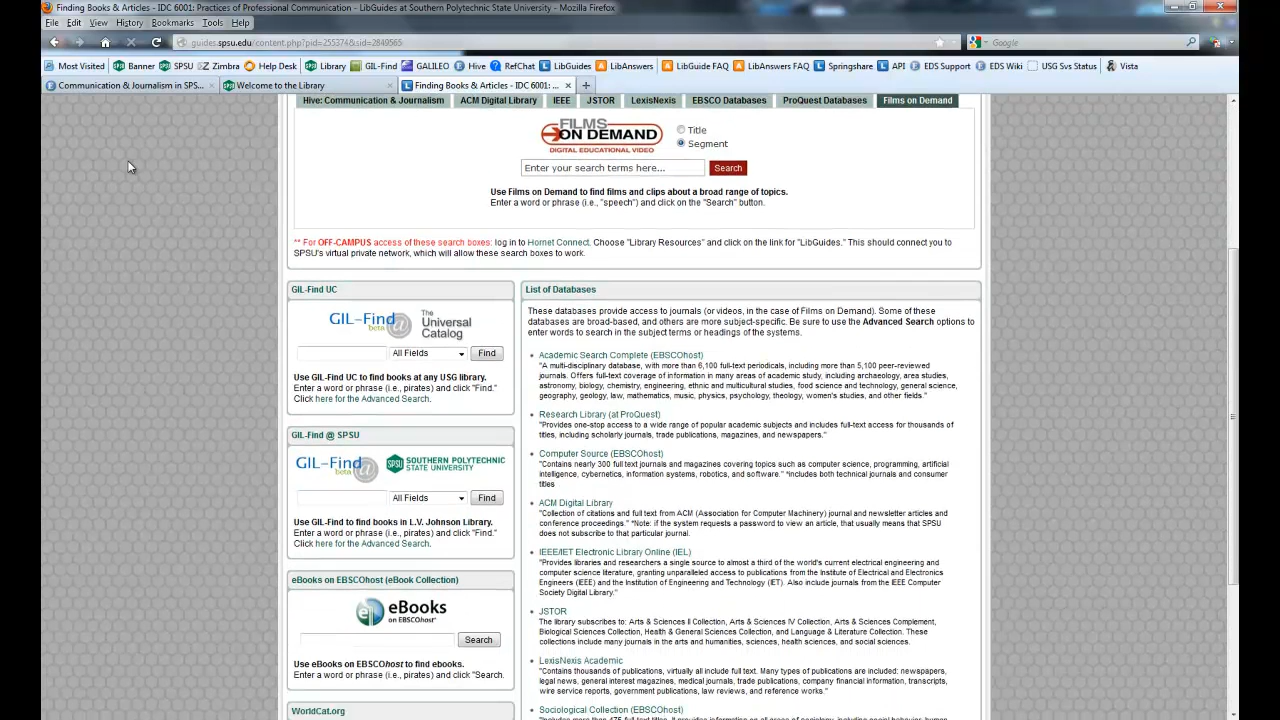 Finding Books & Articles - IDC 6001: Practices of Professional Communication - LibGuides at Southern Polytechnic State University - Mozilla Firefox
File Edit View History Bookmarks Tools Help
guides.spsu.edu/content.php?pid=255374&sid=2849565
Google
Most Visited Banner SPSU Zimbra Help Desk Library GIL-Find GALILEO Hive RefChat LibGuides LibAnswers LibGuide FAQ LibAnswers FAQ Springshare API EDS Support EDS Wiki USG Svs Status Vista
Communication & Journalism in SPS... Welcome to the Library Finding Books & Articles - IDC 6001: ...
Hive: Communication & Journalism ACM Digital Library IEEE JSTOR LexisNexis EBSCO Databases ProQuest Databases Films on Demand
FILMS ON DEMAND
DIGITAL EDUCATIONAL VIDEO
Title
Segment
Enter your search terms here... Search
Use Films on Demand to find films and clips about a broad range of topics.
Enter a word or phrase (i.e., "speech") and click on the "Search" button.
** For OFF-CAMPUS access of these search boxes: log in to Hornet Connect. Choose "Library Resources" and click on the link for "LibGuides." This should connect you to
SPSU's virtual private network, which will allow these search boxes to work.
GIL-Find UC
GIL-Find beta @ The Universal Catalog
All Fields Find
Use GIL-Find UC to find books at any USG library.
Enter a word or phrase (i.e., pirates) and click "Find."
Click here for the Advanced Search.
GIL-Find @ SPSU
GIL-Find beta @ SPSU SOUTHERN POLYTECHNIC STATE UNIVERSITY
All Fields Find
Use GIL-Find to find books in L.V. Johnson Library.
Enter a word or phrase (i.e., pirates) and click "Find."
Click here for the Advanced Search.
eBooks on EBSCOhost (eBook Collection)
e eBooks
on EBSCOhost
Search
Use eBooks on EBSCOhost to find ebooks.
Enter a word or phrase (i.e., pirates) and click "Search.
WorldCat.org
List of Databases
These databases provide access to journals (or videos, in the case of Films on Demand). Some of these
databases are broad-based, and others are more subject-specific. Be sure to use the Advanced Search options to
enter words to search in the subject terms or headings of the systems.
Academic Search Complete (EBSCOhost)
"A multi-disciplinary database, with more than 6,100 full-text periodicals, including more than 5,100 peer-reviewed
journals. Offers full-text coverage of information in many areas of academic study, including archaeology, area studies,
astronomy, biology, chemistry, engineering, ethnic and multicultural studies, food science and technology, general science,
geography, geology, law, mathematics, music, physics, psychology, theology, women's studies, and other fields."
Research Library (at ProQuest)
"Provides one-stop access to a wide range of popular academic subjects and includes full-text access for thousands of
titles, including scholarly journals, trade publications, magazines, and newspapers."
Computer Source (EBSCOhost)
"Contains nearly 300 full text journals and magazines covering topics such as computer science, programming, artificial
intelligence, cybernetics, information systems, robotics, and software." *includes both technical journals and consumer
titles
ACM Digital Library
"Collection of citations and full text from ACM (Association for Computer Machinery) journal and newsletter articles and
conference proceedings." *Note: if the system requests a password to view an article, that usually means that SPSU
does not subscribe to that particular journal.
IEEE/IET Electronic Library Online (IEL)
"Provides libraries and researchers a single source to almost a third of the world's current electrical engineering and
computer science literature, granting unparalleled access to publications from the Institute of Electrical and Electronics
Engineers (IEEE) and the Institution of Engineering and Technology (IET). Also include journals from the IEEE Computer
Society Digital Library."
JSTOR
The library subscribes to: Arts & Sciences II Collection, Arts & Sciences IV Collection, Arts & Sciences Complement,
Biological Sciences Collection, Health & General Sciences Collection, and Language & Literature Collection. These
collections include many journals in the arts and humanities, sciences, health sciences, and social sciences.
LexisNexis Academic
"Contains thousands of publications, virtually all include full text. Many types of publications are included: newspapers,
legal news, general interest magazines, medical journals, trade publications, company financial information, transcripts,
wire service reports, government publications, law reviews, and reference works."
Sociological Collection (EBSCOhost)